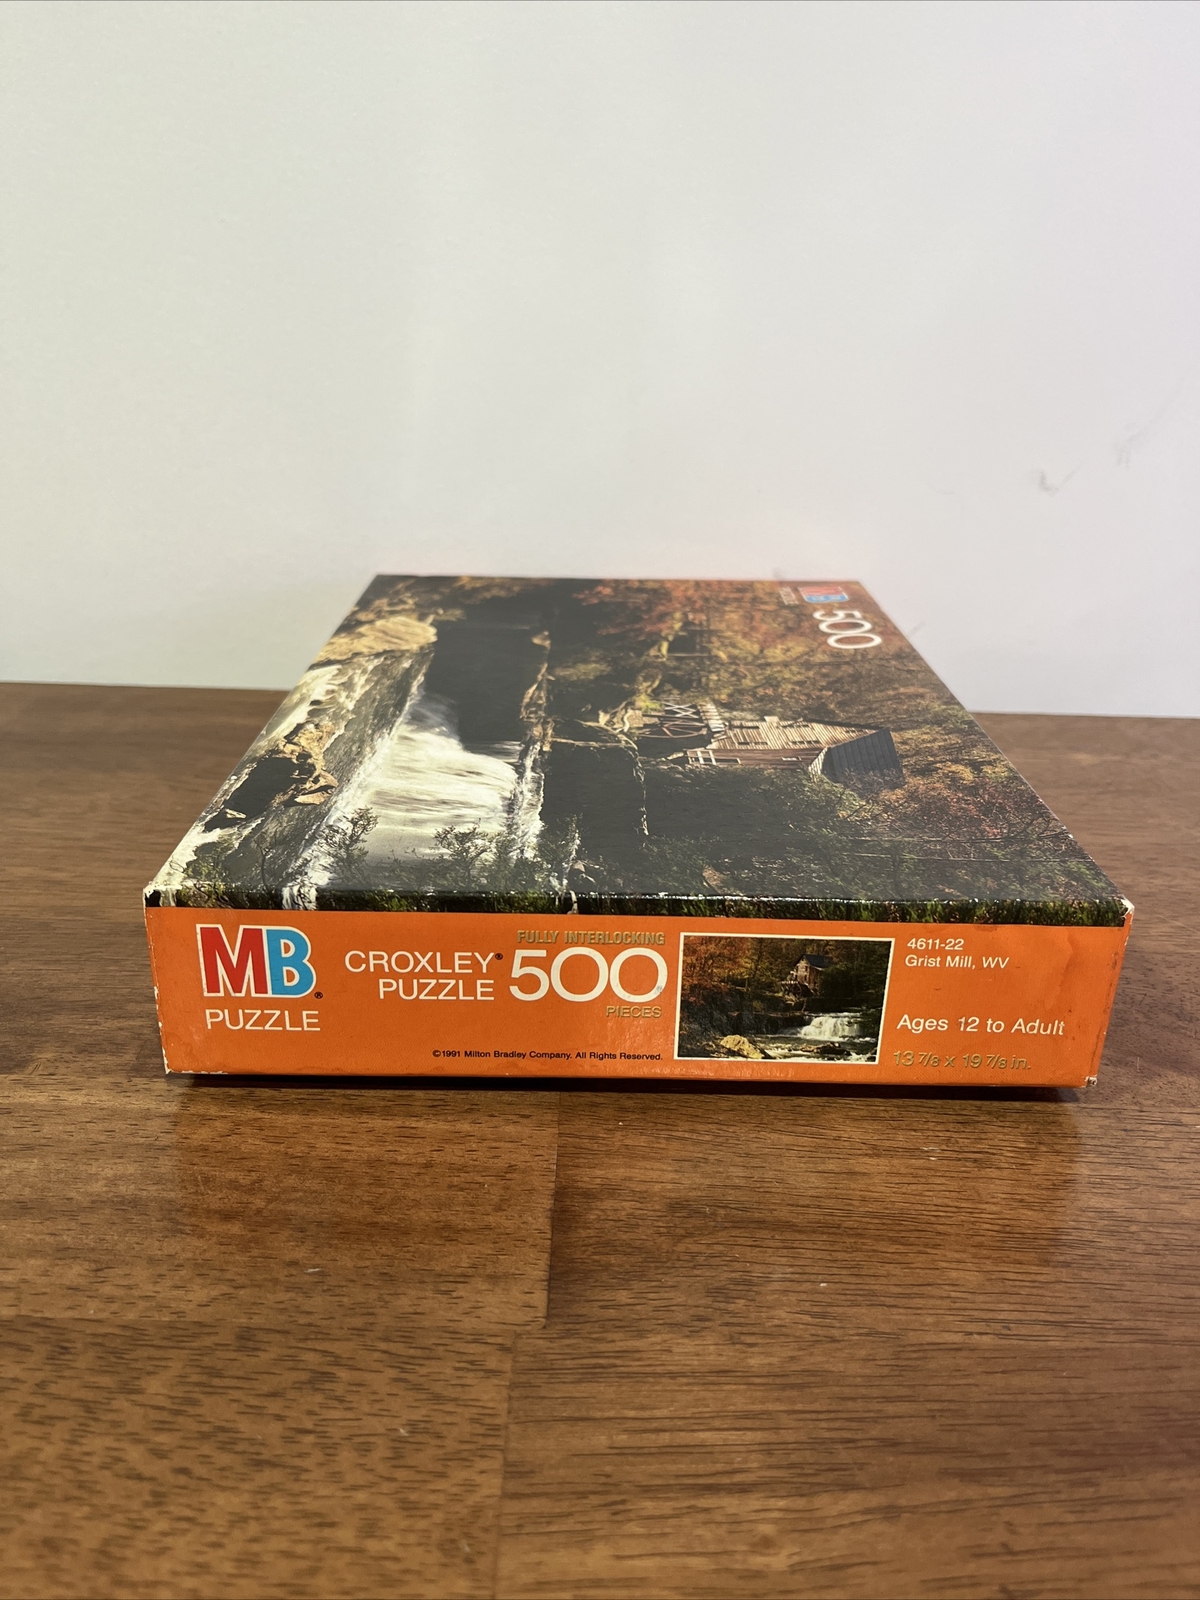 500
MB
PUZZLE
CROXLEY®
PUZZLE
FULLY INTERLOCKING
500
PIECES
©1991 Milton Bradley Company. All Rights Reserved.
4611-22
Grist Mill, WV
Ages 12 to Adult
13 7/8 x 19 7/8 in.